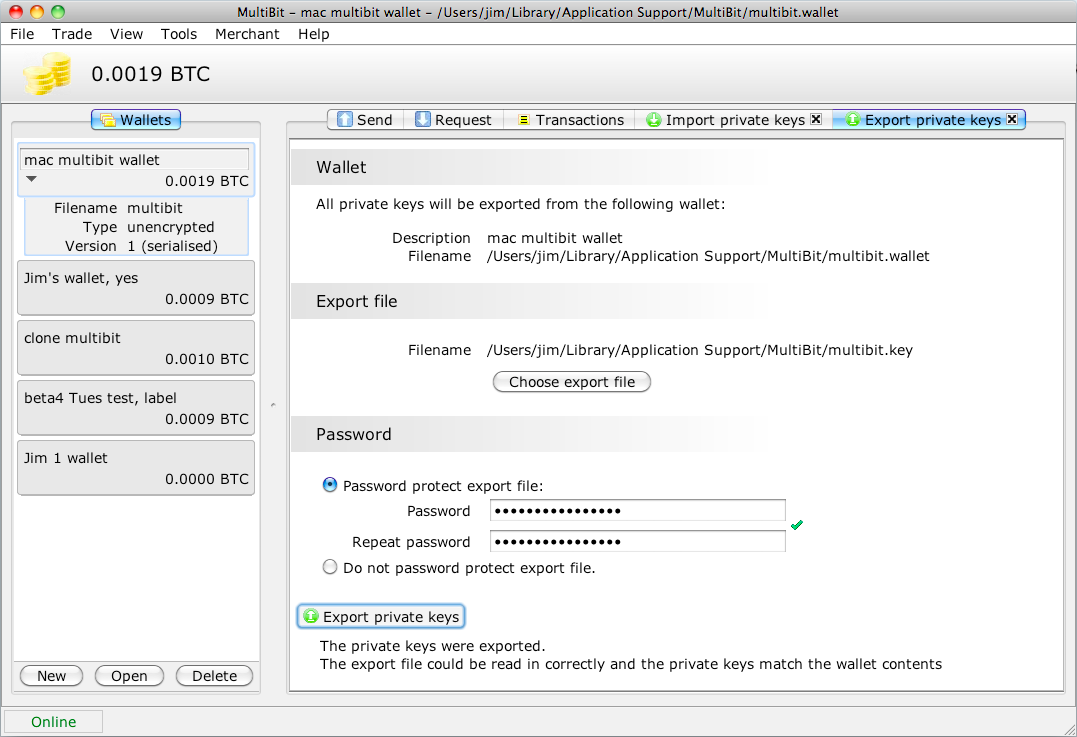 MultiBit – mac multibit wallet – /Users/jim/Library/Application Support/MultiBit/multibit.wallet
File Trade View Tools Merchant Help
0.0019 BTC
Wallets
mac multibit wallet
0.0019 BTC
Filename multibit
Type unencrypted
Version 1 (serialised)
Jim's wallet, yes
0.0009 BTC
clone multibit
0.0010 BTC
beta4 Tues test, label
0.0009 BTC
Jim 1 wallet
0.0000 BTC
New Open Delete
Send Request Transactions Import private keys Export private keys
Wallet
All private keys will be exported from the following wallet:
Description mac multibit wallet
Filename /Users/jim/Library/Application Support/MultiBit/multibit.wallet
Export file
Filename /Users/jim/Library/Application Support/MultiBit/multibit.key
Choose export file
Password
Password protect export file:
Password ••••••••••••••••
Repeat password ••••••••••••••••
Do not password protect export file.
Export private keys
The private keys were exported.
The export file could be read in correctly and the private keys match the wallet contents
Online